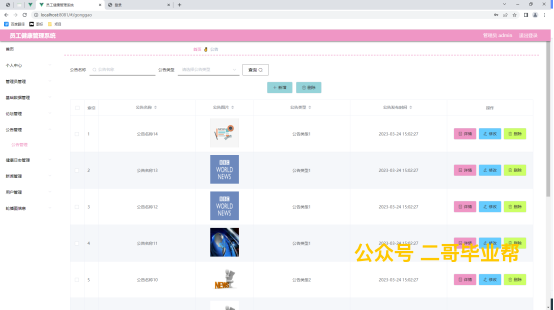 员工健康管理系统
登录
localhost:8081/#/gonggao
员工健康管理系统
管理员 admin
退出登录
首页
首页 公告
个人中心
公告名称 公告名称 公告类型 请选择公告类型 查询
管理员管理
新增 删除
基础数据管理
索引 公告名称 公告图片 公告类型 操作
论坛管理
公告管理
1 公告名称14 公告类型1 2023-03-24 15:02:27 详情 修改 删除
公告管理
健康日志管理
2 公告名称13 BBC WORLD NEWS 公告类型1 2023-03-24 15:02:27 详情 修改 删除
用户管理
3 公告名称12 BBC WORLD NEWS 公告类型1 2023-03-24 15:02:27 详情 修改 删除
轮播图信息
4 公告名称11 公告类型1 2023-03-24 15:02:27 详情 修改 删除
公众号 二哥毕业帮
5 公告名称10 NEWS 公告类型2 2023-03-24 15:02:27 详情 修改 删除